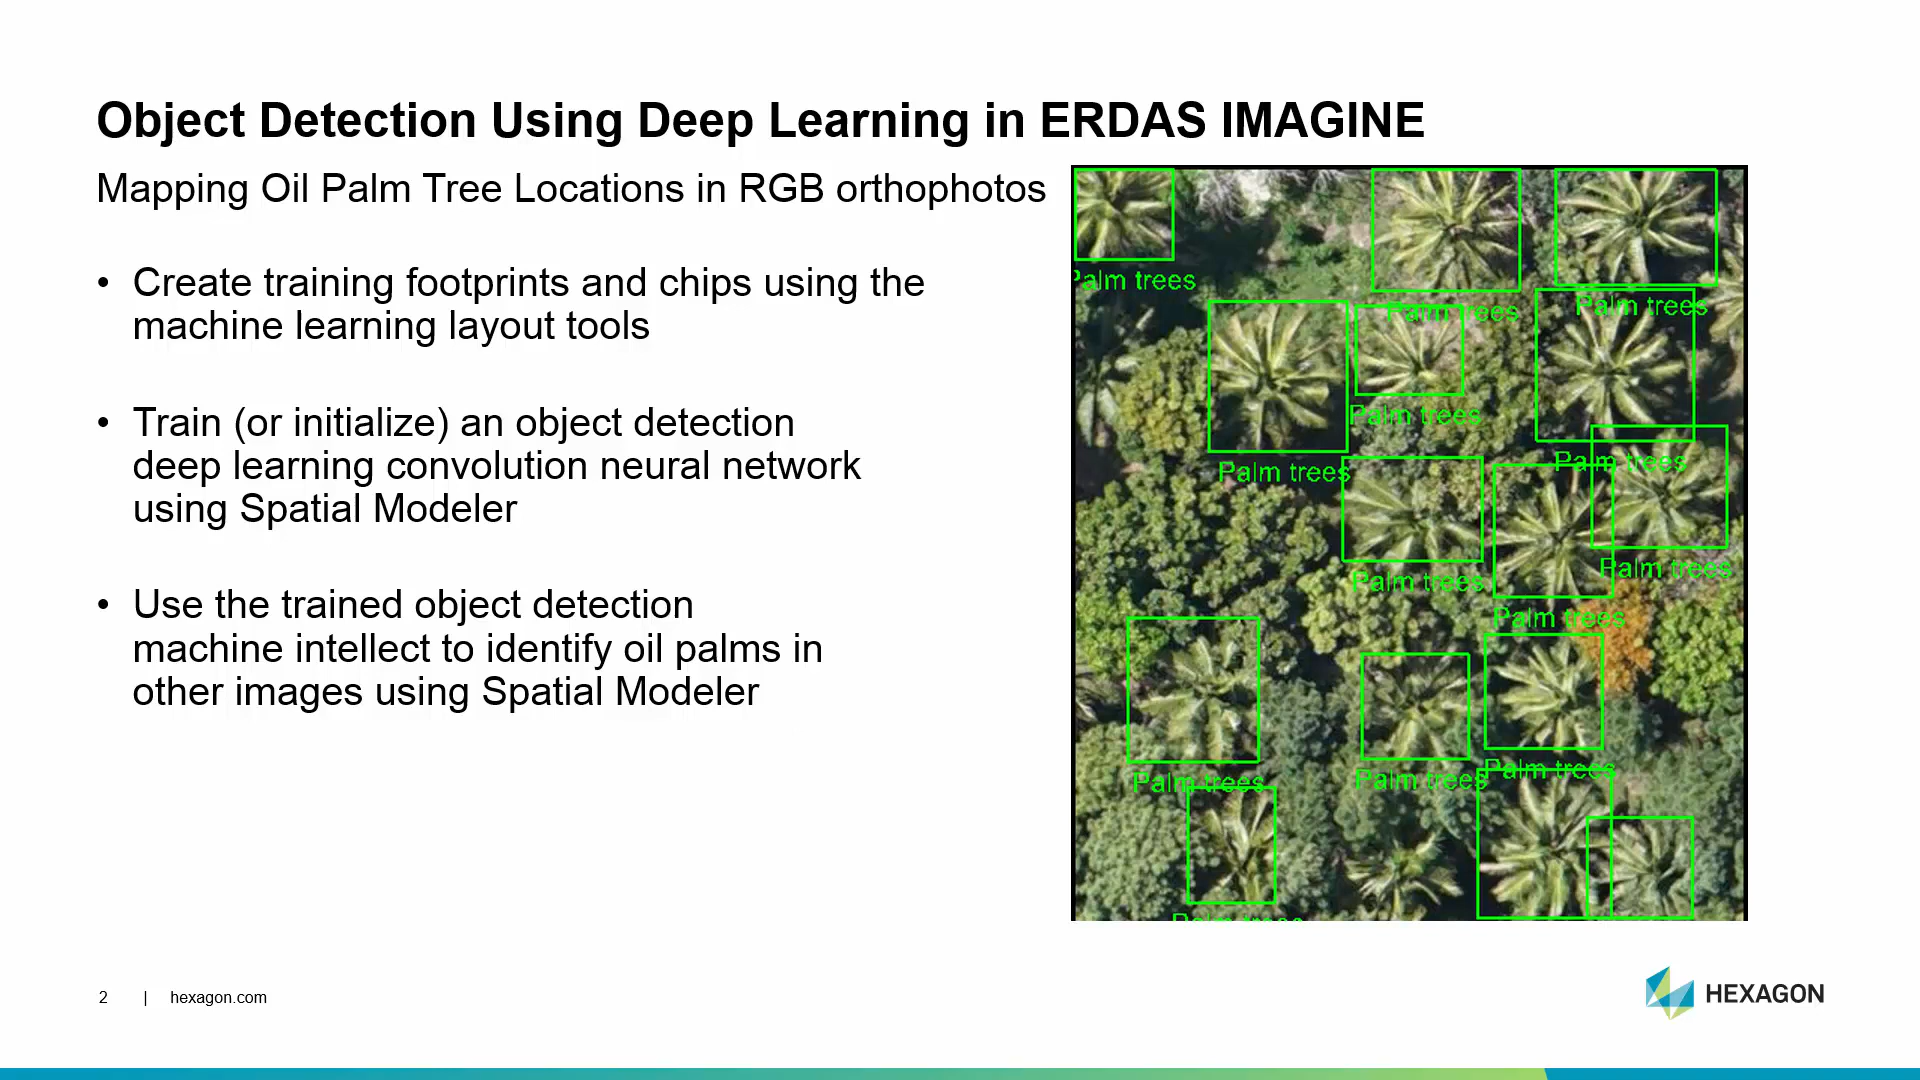 Object Detection Using Deep Learning in ERDAS IMAGINE
Mapping Oil Palm Tree Locations in RGB orthophotos
• Create training footprints and chips using the
machine learning layout tools
• Train (or initialize) an object detection
deep learning convolution neural network
using Spatial Modeler
• Use the trained object detection
machine intellect to identify oil palms in
other images using Spatial Modeler
Palm trees
Palm trees
Palm trees
Palm trees
Palm trees
Palm trees
Palm trees
Palm trees
Palm trees
Palm trees
Palm trees
Palm trees
Palm trees
2 | hexagon.com
HEXAGON